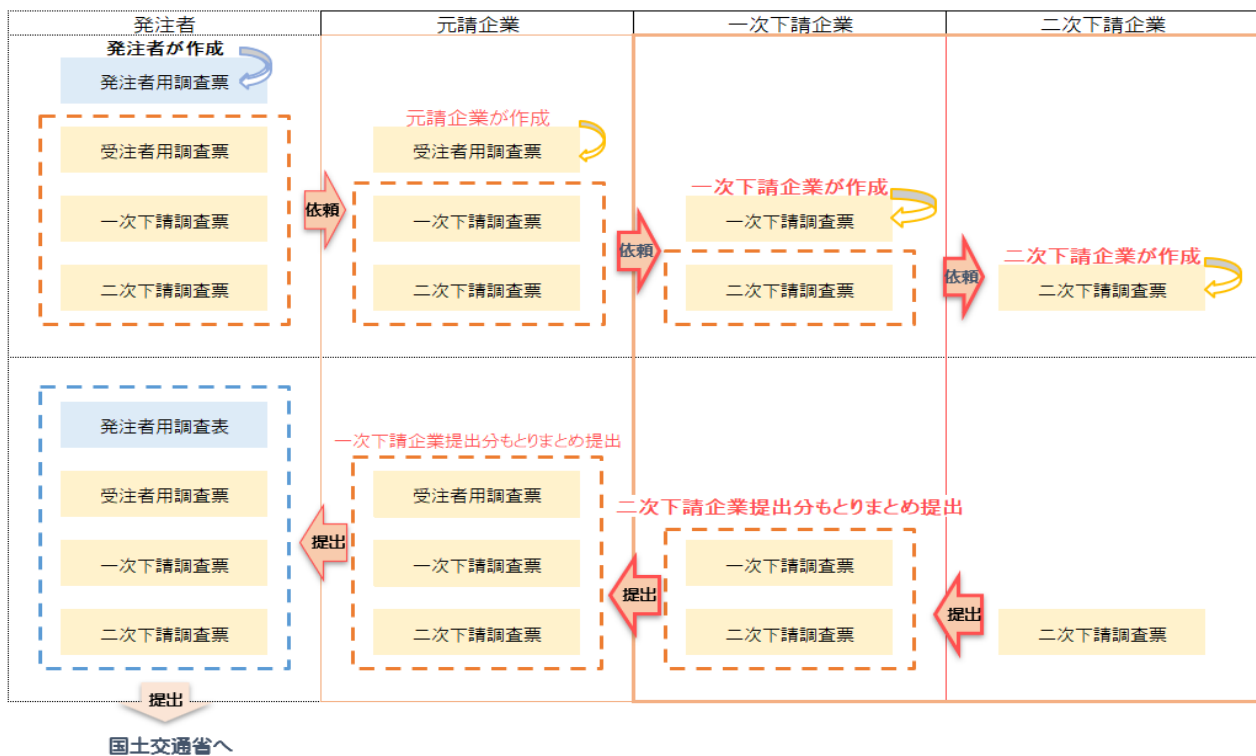 発注者
元請企業
一次下請企業
二次下請企業
発注者が作成
発注者用調査票
受注者用調査票
一次下請調査票
二次下請調査票
依頼
元請企業が作成
受注者用調査票
一次下請調査票
二次下請調査票
依頼
一次下請企業が作成
一次下請調査票
二次下請調査票
依頼
二次下請企業が作成
二次下請調査票
発注者用調査表
受注者用調査票
一次下請調査票
二次下請調査票
提出
一次下請企業提出分もとりまとめ提出
受注者用調査票
一次下請調査票
二次下請調査票
提出
二次下請企業提出分もとりまとめ提出
一次下請調査票
二次下請調査票
提出
二次下請調査票
提出
国土交通省へ